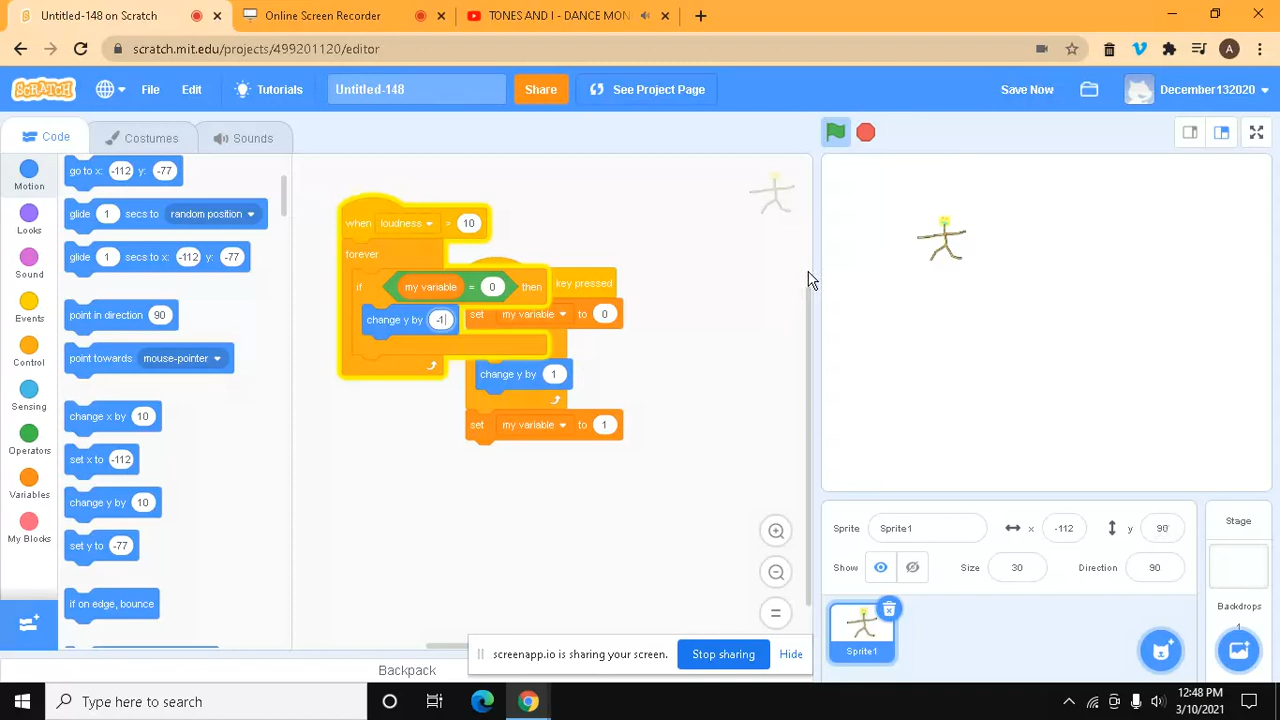 Untitled-148 on Scratch
Online Screen Recorder
TONES AND I - DANCE MON
scratch.mit.edu/projects/499201120/editor
A
SCRATCH
File
Edit
Tutorials
Untitled-148
Share
See Project Page
Save Now
December132020
Code
Costumes
Sounds
Motion
Looks
Sound
Events
Control
Sensing
Operators
Variables
My Blocks
go to x: -112 y: -77
glide 1 secs to random position
glide 1 secs to x: -112 y: -77
point in direction 90
point towards mouse-pointer
change x by 10
set x to -112
change y by 10
set y to -77
if on edge, bounce
when loudness > 10
forever
if my variable = 0 then
change y by -1
key pressed
set my variable to 0
change y by 1
set my variable to 1
Sprite Sprite1 x -112 y 90
Show Size 30 Direction 90
Sprite1
Stage
Backdrops
1
Backpack
screenapp.io is sharing your screen. Stop sharing Hide
Type here to search
12:48 PM
3/10/2021